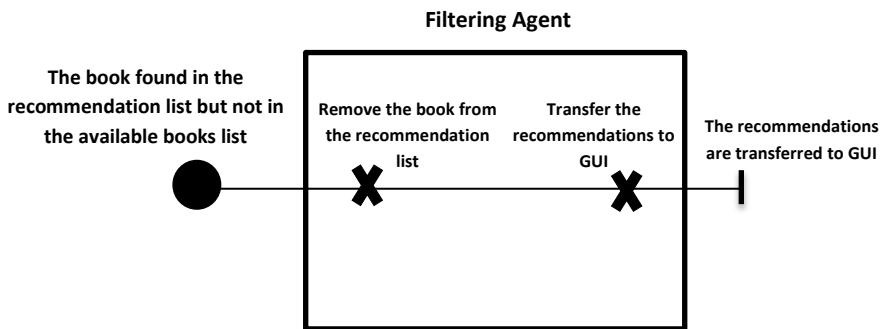 Filtering Agent
The book found in the
recommendation list but not in
the available books list
Remove the book from
the recommendation
list
Transfer the
recommendations to
GUI
The recommendations
are transferred to GUI